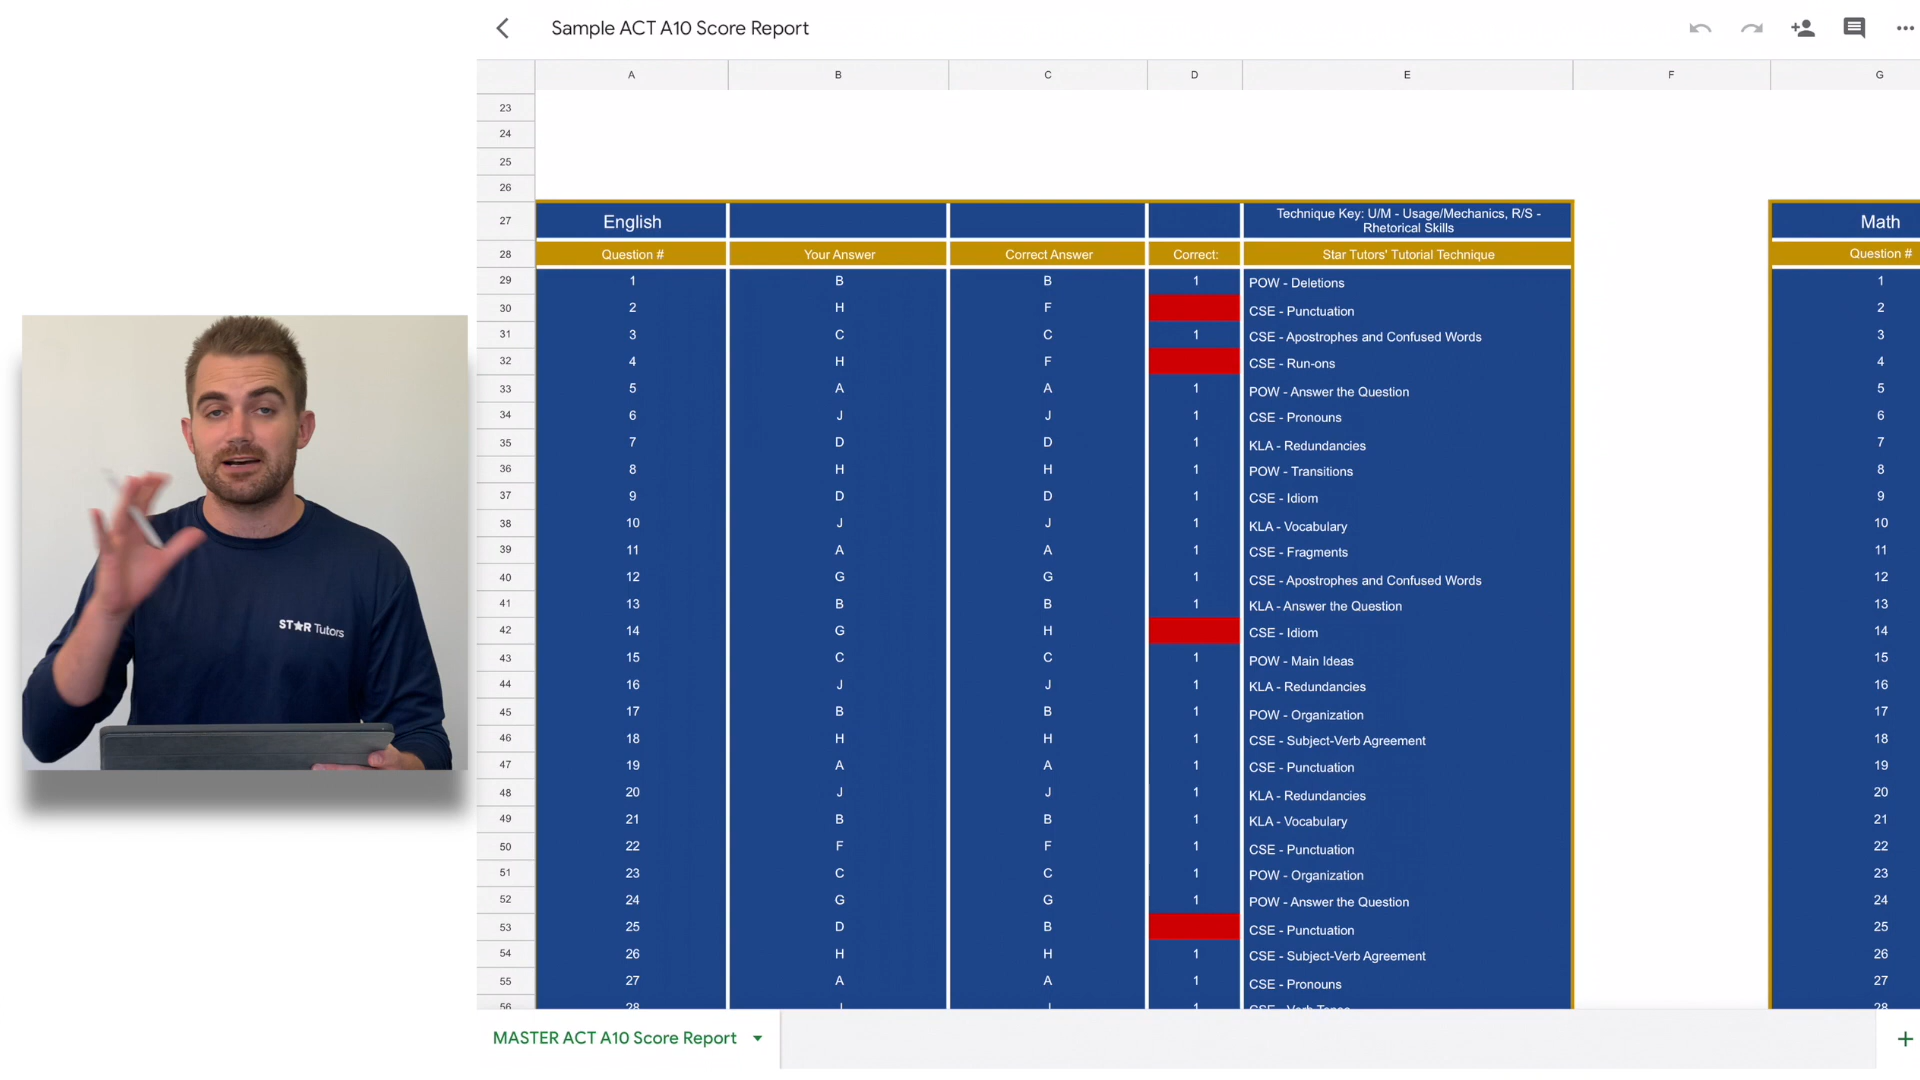 Sample ACT A10 Score Report
A B C D E F G
23
24
25
26
27 English Technique Key: U/M - Usage/Mechanics, R/S - Rhetorical Skills Math
28 Question # Your Answer Correct Answer Correct: Star Tutors' Tutorial Technique Question #
29 1 B B 1 POW - Deletions 1
30 2 H F CSE - Punctuation 2
31 3 C C 1 CSE - Apostrophes and Confused Words 3
32 4 H F CSE - Run-ons 4
33 5 A A 1 POW - Answer the Question 5
34 6 J J 1 CSE - Pronouns 6
35 7 D D 1 KLA - Redundancies 7
36 8 H H 1 POW - Transitions 8
37 9 D D 1 CSE - Idiom 9
38 10 J J 1 KLA - Vocabulary 10
39 11 A A 1 CSE - Fragments 11
40 12 G G 1 CSE - Apostrophes and Confused Words 12
41 13 B B 1 KLA - Answer the Question 13
42 14 G H CSE - Idiom 14
43 15 C C 1 POW - Main Ideas 15
44 16 J J 1 KLA - Redundancies 16
45 17 B B 1 POW - Organization 17
46 18 H H 1 CSE - Subject-Verb Agreement 18
47 19 A A 1 CSE - Punctuation 19
48 20 J J 1 KLA - Redundancies 20
49 21 B B 1 KLA - Vocabulary 21
50 22 F F 1 CSE - Punctuation 22
51 23 C C 1 POW - Organization 23
52 24 G G 1 POW - Answer the Question 24
53 25 D B CSE - Punctuation 25
54 26 H H 1 CSE - Subject-Verb Agreement 26
55 27 A A 1 CSE - Pronouns 27
56 28 1 CSE - Verb Tense 28
MASTER ACT A10 Score Report
STAR Tutors